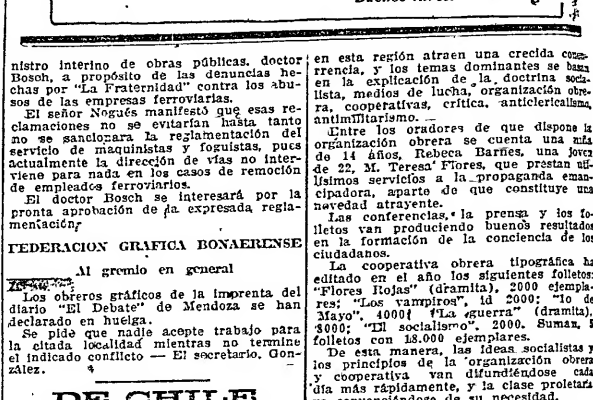 nistro interino de obras públicas, doctor
Bosch, a propósito de las denuncias he-
chas por "La Fraternidad" contra los abu-
sos de las empresas ferroviarias.
El señor Nogués manifestó que esas re-
clamaciones no se evitarían hasta tanto
no se sancionara la reglamentación del
servicio de maquinistas y foguistas, pues
actualmente la dirección de vías no inter-
viene para nada en los casos de remoción
de empleados ferroviarios.
El doctor Bosch se interesará por la
pronta aprobación de la expresada regla-
mentación.
FEDERACION GRAFICA BONAERENSE
Al gremio en general
Los obreros gráficos de la imprenta del
diario "El Debate" de Mendoza se han
declarado en huelga.
Se pide que nadie acepte trabajo para
la citada localidad mientras no termine
el indicado conflicto — El secretario, Gon-
zález.
DE CHILE
en esta región atraen una crecida concu-
rrencia, y los temas dominantes se basan
en la explicación de la doctrina socia-
lista, medios de lucha, organización obre-
ra, cooperativas, crítica, anticlericalismo,
antimilitarismo. —
Entre los oradores de que dispone la
organización obrera se cuenta una niña
de 14 años, Rebeca Barnes, una joven
de 22, M. Teresa Flores, que prestan uti-
lísimos servicios a la propaganda eman-
cipadora, aparte de que constituye una
novedad atrayente.
Las conferencias, la prensa y los fo-
lletos van produciendo buenos resultados
en la formación de la conciencia de los
ciudadanos.
La cooperativa obrera tipográfica ha
editado en el año los siguientes folletos:
"Flores Rojas" (dramita), 2000 ejempla-
res; "Los vampiros", id 2000; "1o de
Mayo", 4000; "La guerra" (dramita),
8000; "El socialismo", 2000. Suman, 5
folletos con 18.000 ejemplares.
De esta manera, las ideas socialistas y
los principios de la organización obrera
y cooperativa van difundiéndose cada
día más rápidamente, y la clase proletaria
de su necesidad.